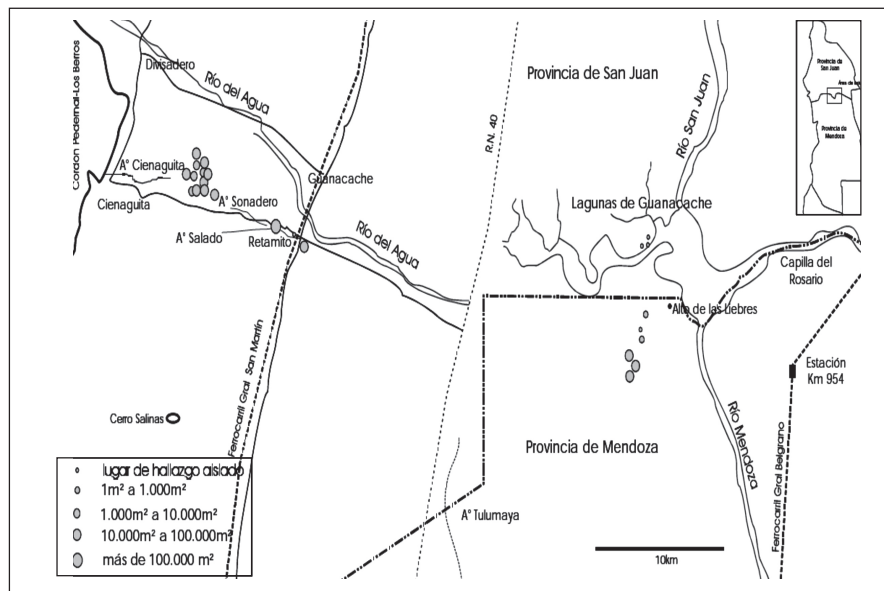 Cordón Pedernal-Los Berros
Divisadero
Río del Agua
R.N. 40
Provincia de San Juan
Río San Juan
Provincia de
San Juan
Provincia de
Mendoza
A° Cienaguita
Guanacache
Cienaguita
A° Sonadero
A° Salado
Retamito
Río del Agua
Lagunas de Guanacache
Capilla del
Rosario
Alto de las Liebres
Estación
Km 954
Ferrocarril Gral San Martín
Cerro Salinas
Provincia de Mendoza
Río Mendoza
Ferrocarril Gral Belgrano
A° Tulumaya
10km
lugar de hallazgo aislado
1m² a 1.000m²
1.000m² a 10.000m²
10.000m² a 100.000m²
más de 100.000 m²